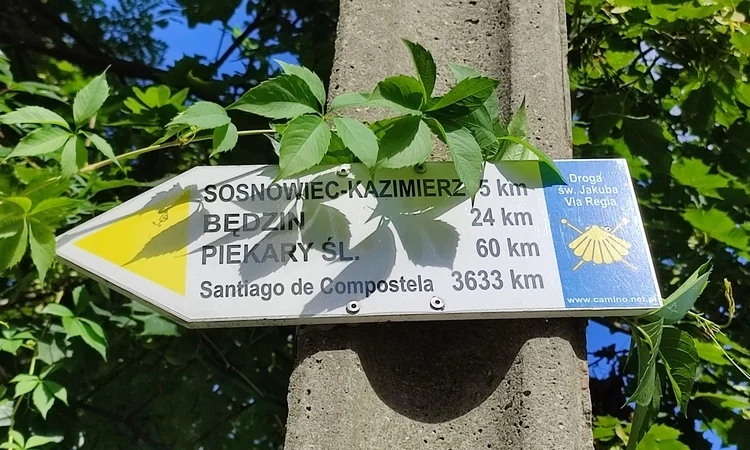 SOSNOWIEC-KAZIMIERZ 5 km
BĘDZIN 24 km
PIEKARY ŚL. 60 km
Santiago de Compostela 3633 km
Droga
św. Jakuba
Via Regia
www.camino.net.pl